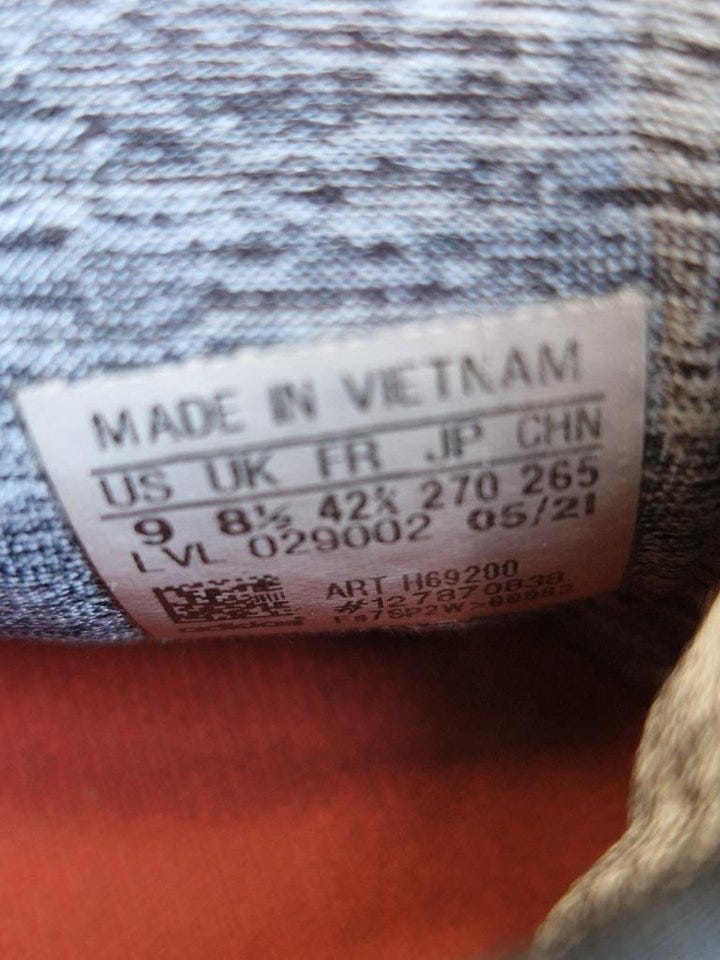 MADE IN VIETNAM
US UK FR JP CHN
9 8½ 42⅔ 270 265
LVL 029002 05/21
ART H69200
#127870838